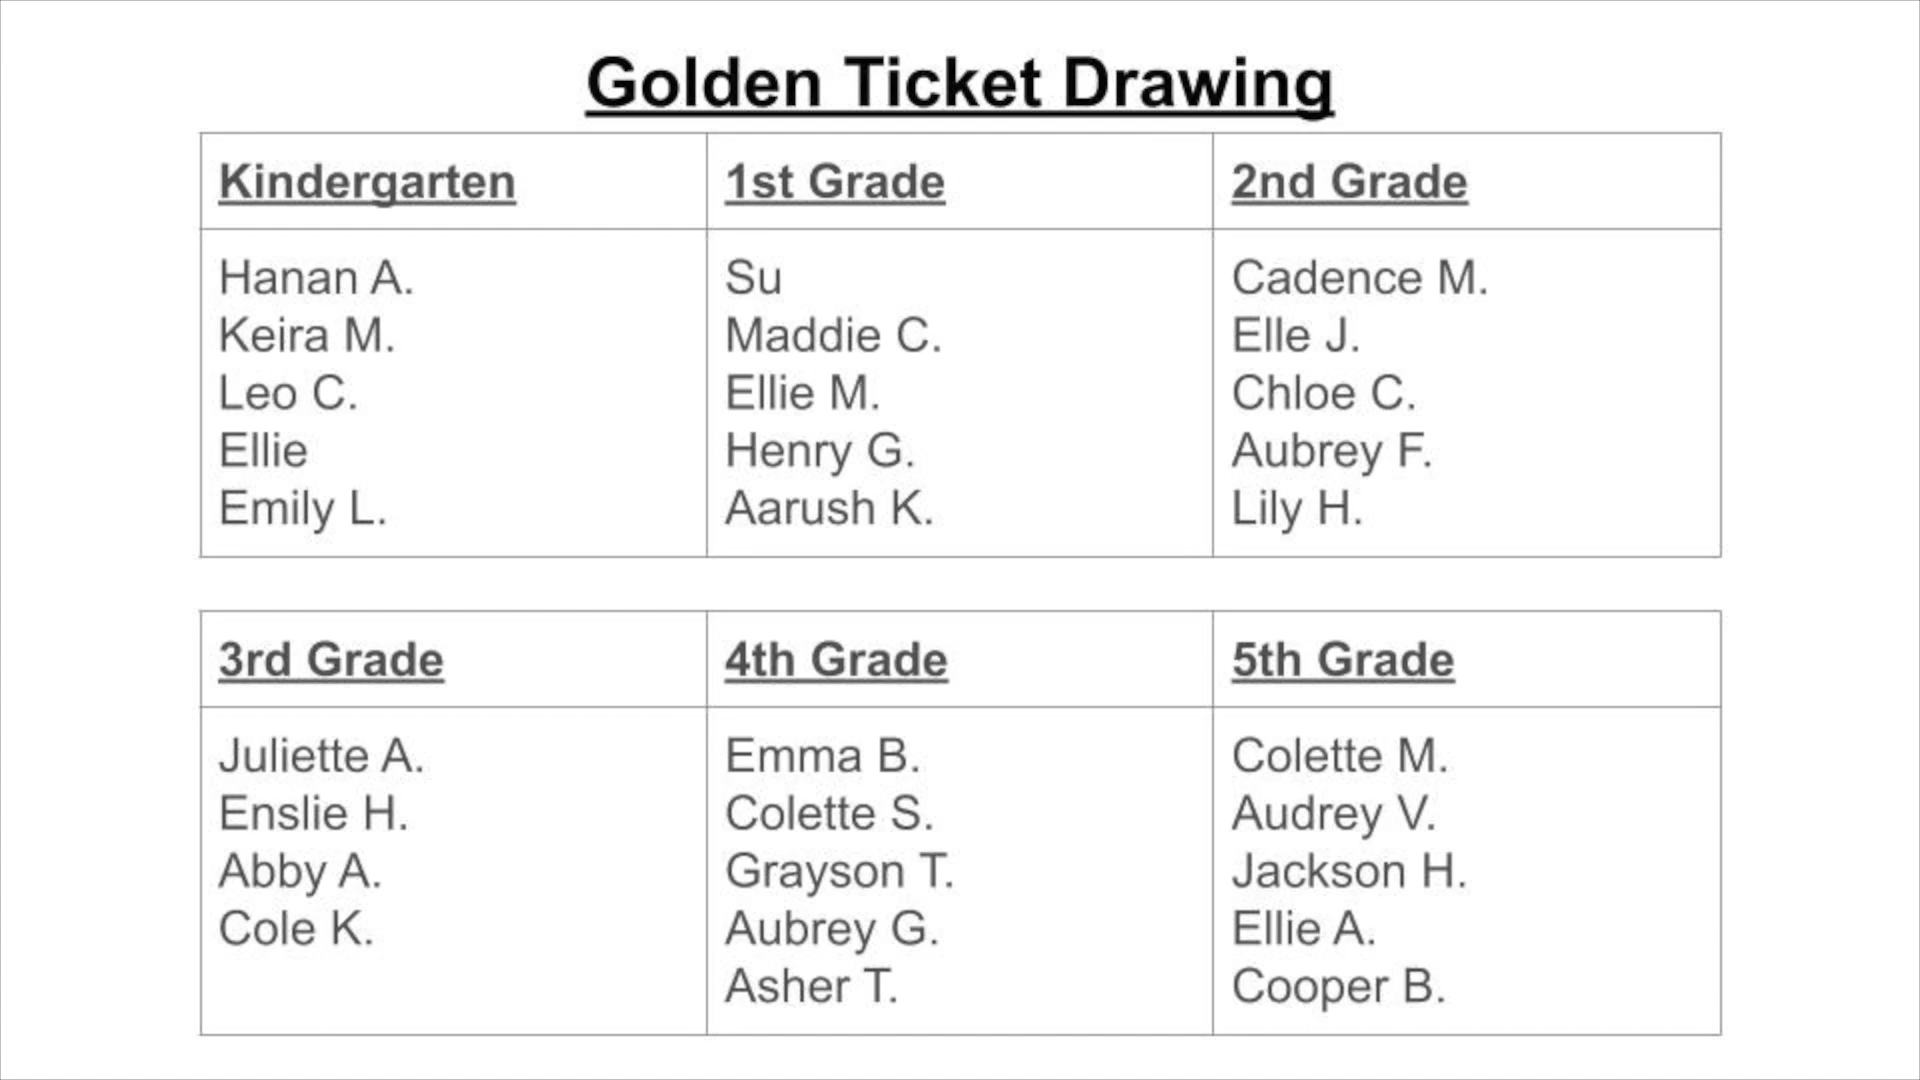 Golden Ticket Drawing
Kindergarten
1st Grade
2nd Grade
Hanan A.
Keira M.
Leo C.
Ellie
Emily L.
Su
Maddie C.
Ellie M.
Henry G.
Aarush K.
Cadence M.
Elle J.
Chloe C.
Aubrey F.
Lily H.
3rd Grade
4th Grade
5th Grade
Juliette A.
Enslie H.
Abby A.
Cole K.
Emma B.
Colette S.
Grayson T.
Aubrey G.
Asher T.
Colette M.
Audrey V.
Jackson H.
Ellie A.
Cooper B.